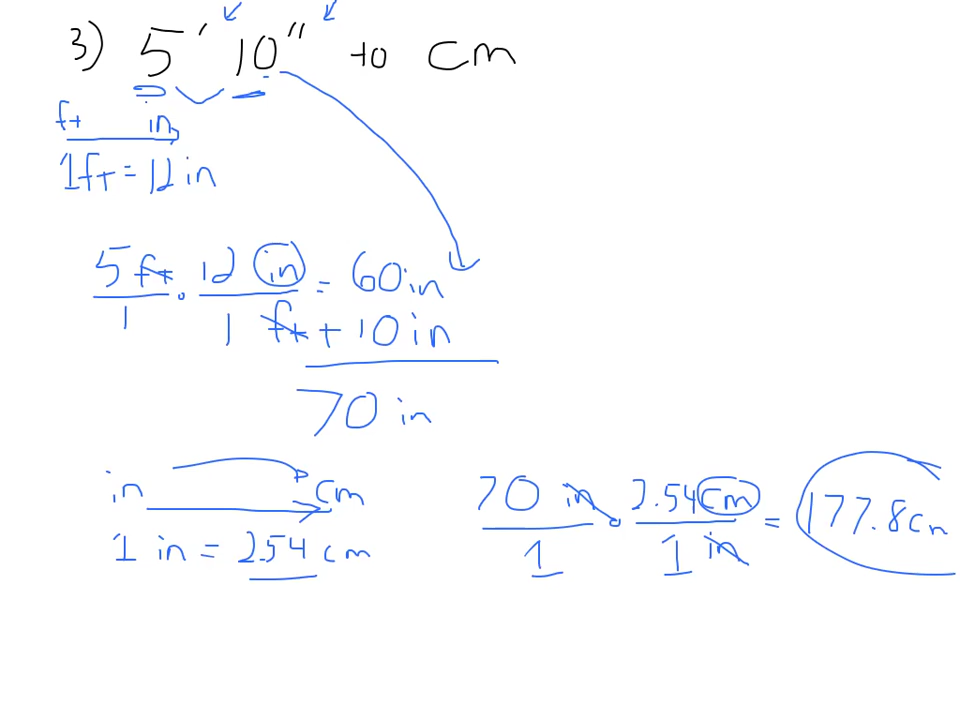 3) 5' 10" to cm
ft in
1ft = 12 in
5 ft/1 · 12 in/1 ft = 60 in
+ 10 in
70 in
in cm
1 in = 2.54 cm
70 in/1 · 2.54 cm/1 in = 177.8 cm